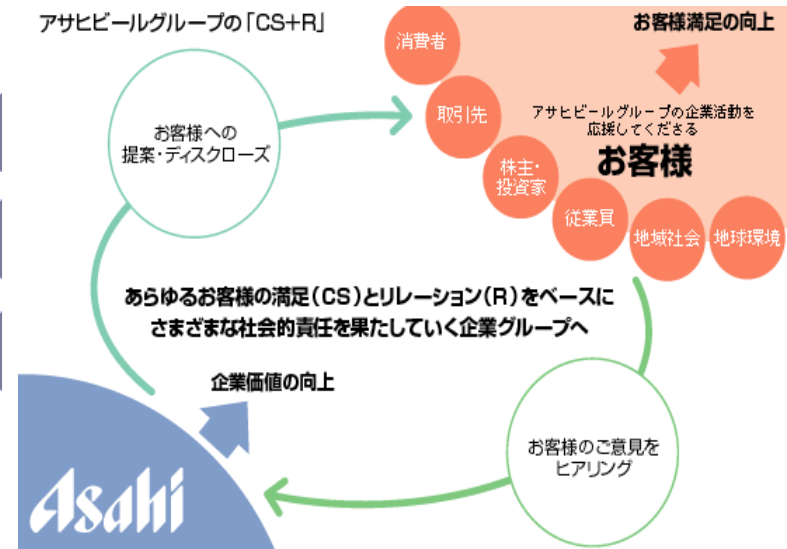 アサヒビールグループの「CS+R」
お客様満足の向上
消費者
取引先
株主・
投資家
従業員
地域社会
地球環境
アサヒビールグループの企業活動を
応援してくださる
お客様
お客様への
提案・ディスクローズ
あらゆるお客様の満足(CS)とリレーション(R)をベースに
さまざまな社会的責任を果たしていく企業グループへ
企業価値の向上
お客様のご意見を
ヒアリング
Asahi